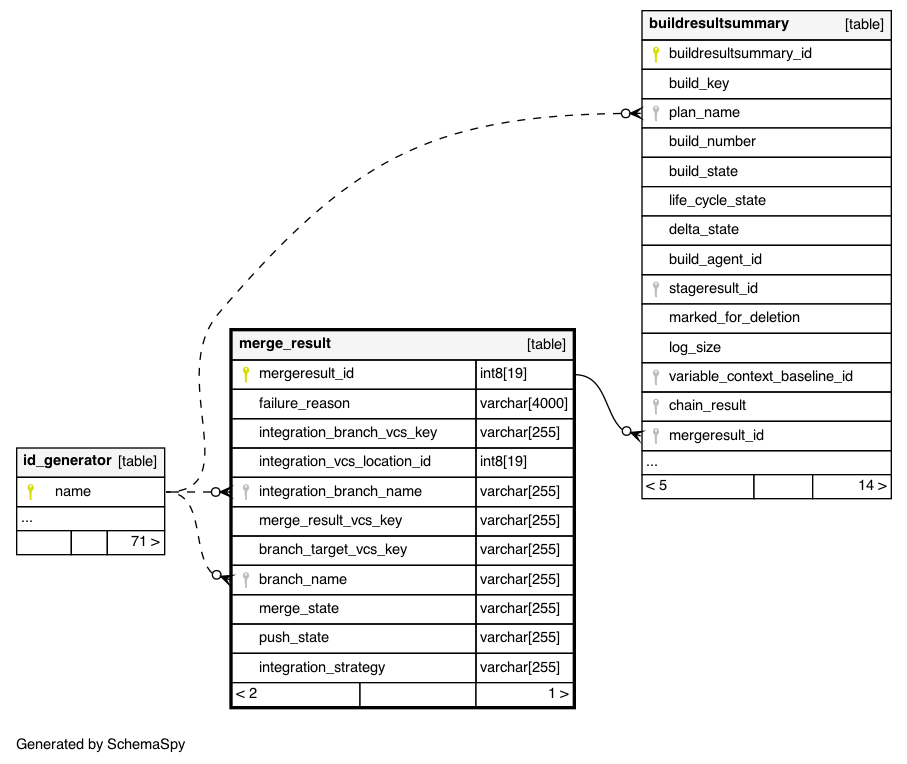 buildresultsummary [table]
buildresultsummary_id
build_key
plan_name
build_number
build_state
life_cycle_state
delta_state
build_agent_id
stageresult_id
marked_for_deletion
log_size
variable_context_baseline_id
chain_result
mergeresult_id
...
< 5 14 >
merge_result [table]
mergeresult_id int8[19]
failure_reason varchar[4000]
integration_branch_vcs_key varchar[255]
integration_vcs_location_id int8[19]
integration_branch_name varchar[255]
merge_result_vcs_key varchar[255]
branch_target_vcs_key varchar[255]
branch_name varchar[255]
merge_state varchar[255]
push_state varchar[255]
integration_strategy varchar[255]
< 2 1 >
id_generator [table]
name
...
71 >
Generated by SchemaSpy